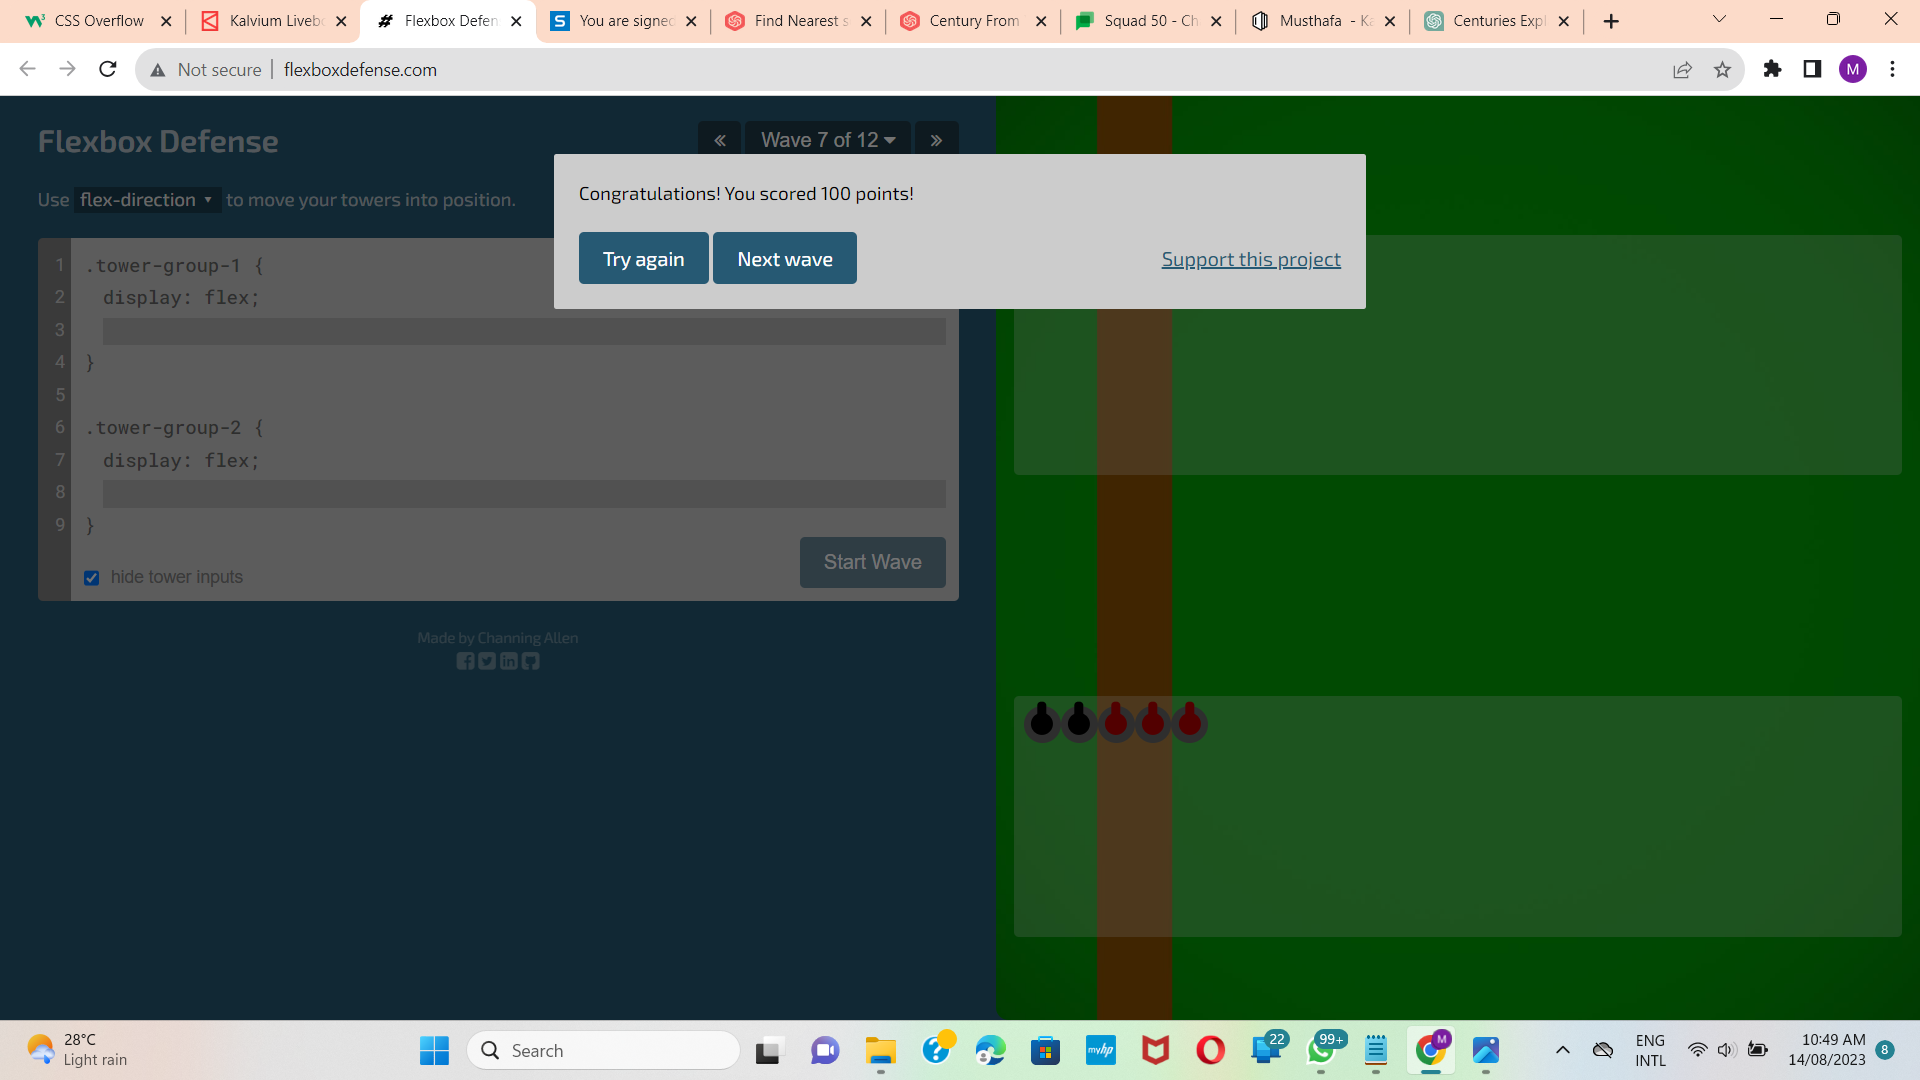 CSS Overflow
Kalvium Livebo
Flexbox Defen
You are signed
Find Nearest s
Century From
Squad 50 - Ch
Musthafa - Ka
Centuries Expl
Not secure
flexboxdefense.com
M
Flexbox Defense
« Wave 7 of 12 »
Use flex-direction to move your towers into position.
Congratulations! You scored 100 points!
Try again
Next wave
Support this project
1 .tower-group-1 {
2 display: flex;
3
4 }
5
6 .tower-group-2 {
7 display: flex;
8
9 }
hide tower inputs
Start Wave
Made by Channing Allen
28°C
Light rain
Search
myhp
22
99+
M
ENG
INTL
10:49 AM
14/08/2023
8